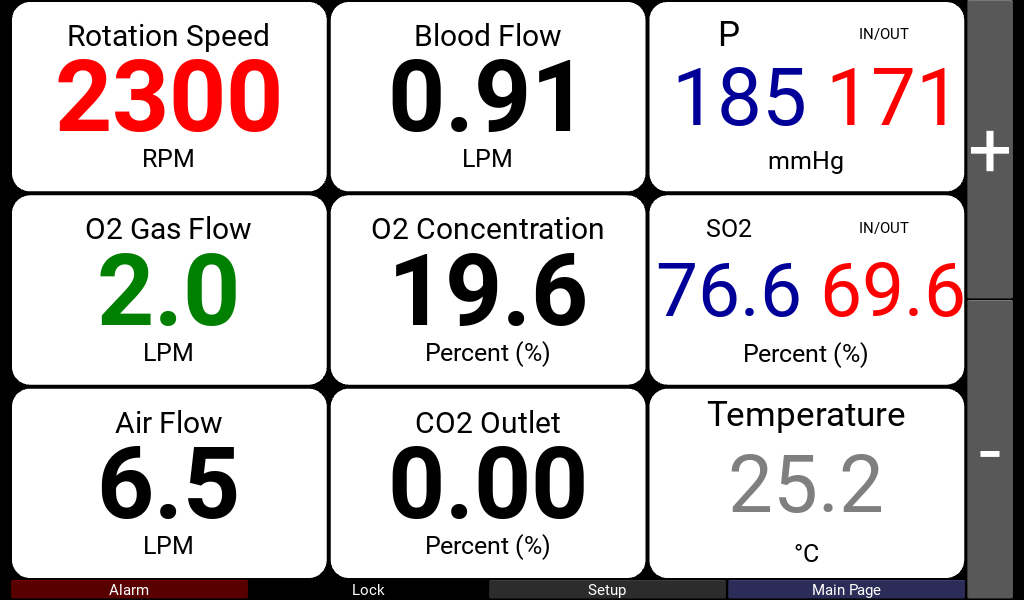 Rotation Speed
2300
RPM
Blood Flow
0.91
LPM
P IN/OUT
185 171
mmHg
O2 Gas Flow
2.0
LPM
O2 Concentration
19.6
Percent (%)
SO2 IN/OUT
76.6 69.6
Percent (%)
Air Flow
6.5
LPM
CO2 Outlet
0.00
Percent (%)
Temperature
25.2
°C
+
-
Alarm Lock Setup Main Page